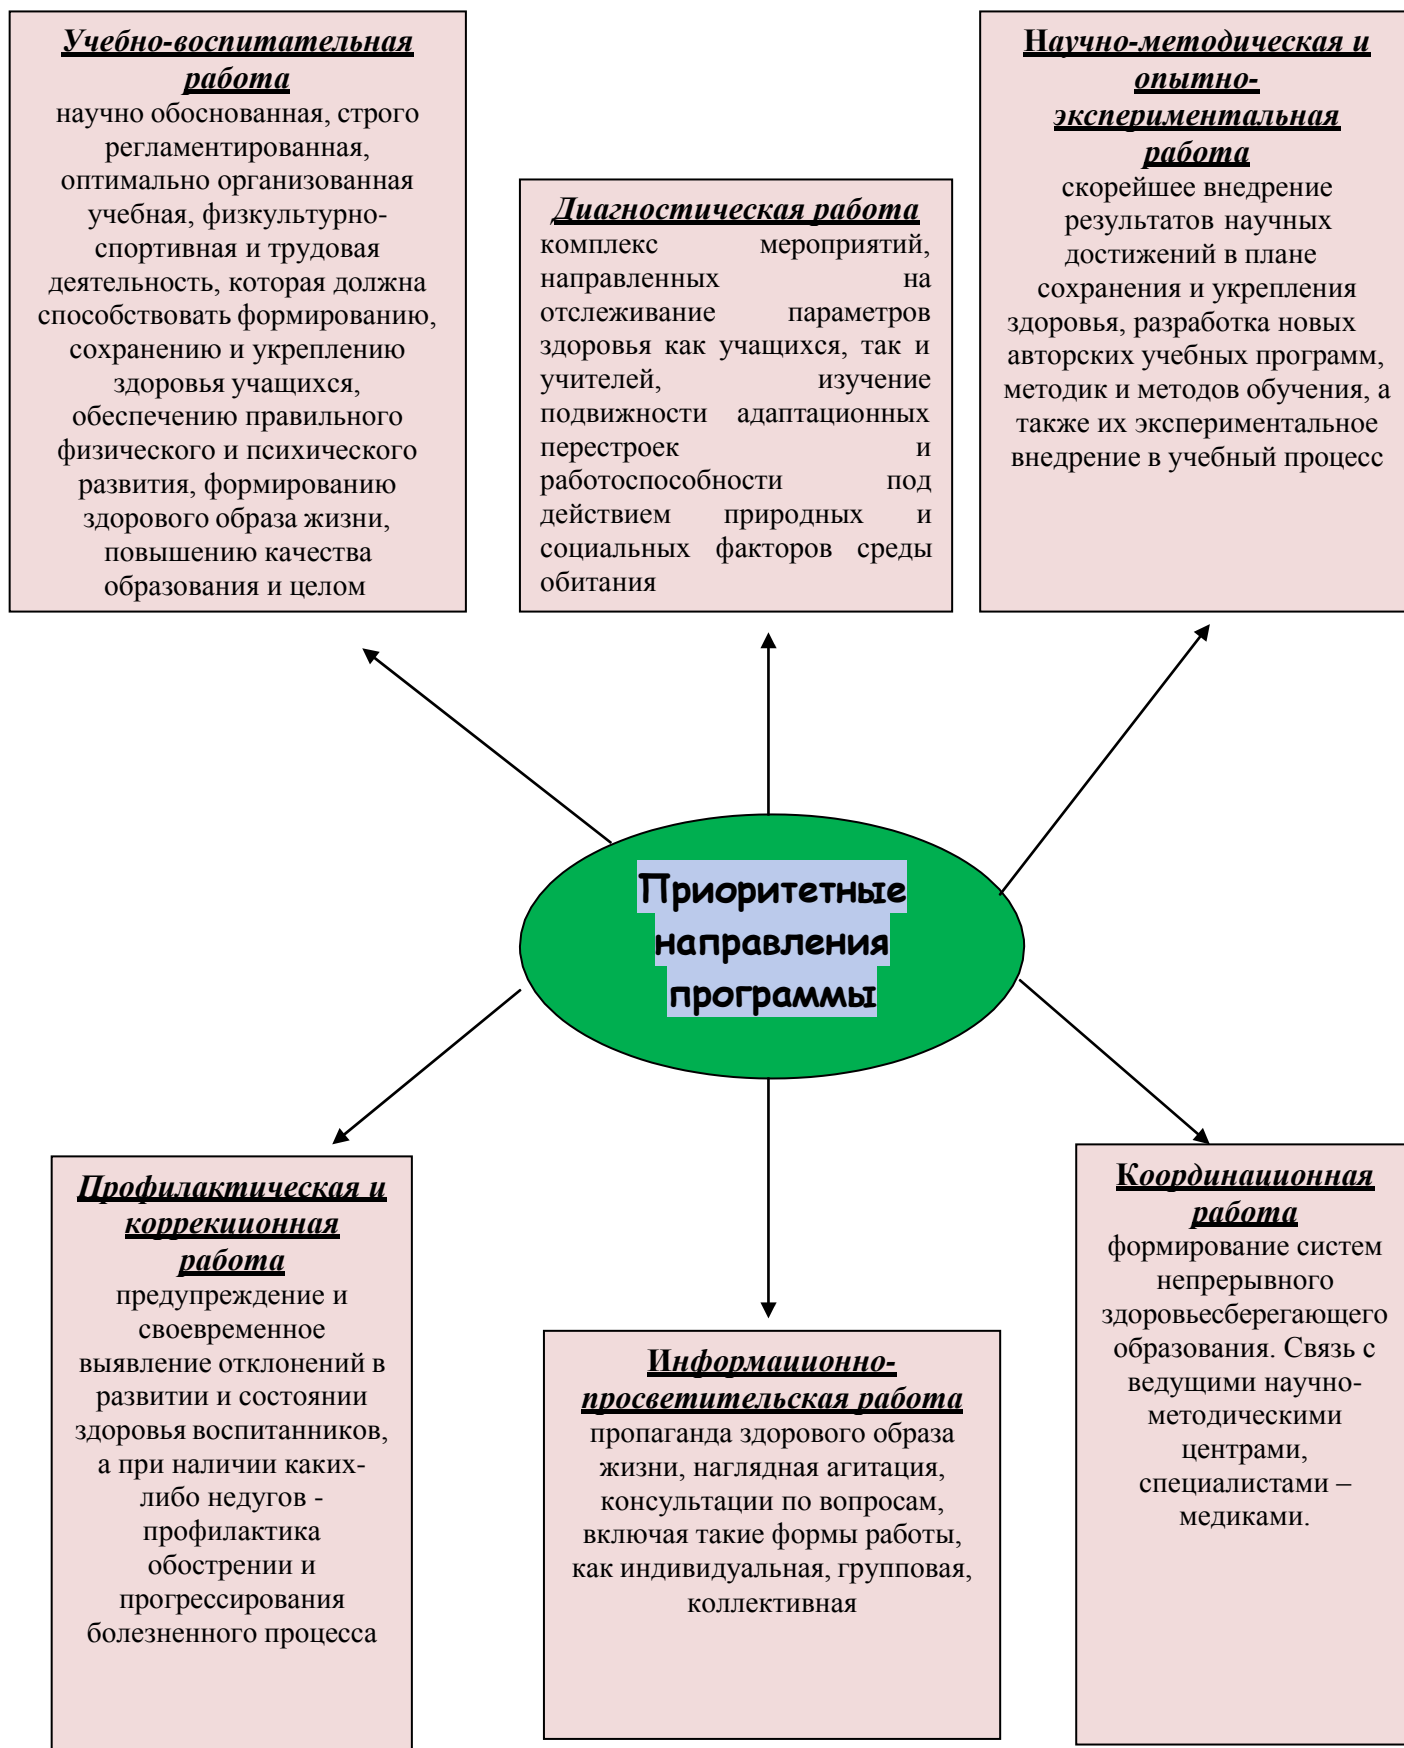 Учебно-воспитательная
работа
научно обоснованная, строго
регламентированная,
оптимально организованная
учебная, физкультурно-
спортивная и трудовая
деятельность, которая должна
способствовать формированию,
сохранению и укреплению
здоровья учащихся,
обеспечению правильного
физического и психического
развития, формированию
здорового образа жизни,
повышению качества
образования и целом
Диагностическая работа
комплекс мероприятий,
направленных на
отслеживание параметров
здоровья как учащихся, так и
учителей, изучение
подвижности адаптационных
перестроек и
работоспособности под
действием природных и
социальных факторов среды
обитания
Научно-методическая и
опытно-
экспериментальная
работа
скорейшее внедрение
результатов научных
достижений в плане
сохранения и укрепления
здоровья, разработка новых
авторских учебных программ,
методик и методов обучения, а
также их экспериментальное
внедрение в учебный процесс
Приоритетные
направления
программы
Профилактическая и
коррекционная
работа
предупреждение и
своевременное
выявление отклонений в
развитии и состоянии
здоровья воспитанников,
а при наличии каких-
либо недугов -
профилактика
обострении и
прогрессирования
болезненного процесса
Информационно-
просветительская работа
пропаганда здорового образа
жизни, наглядная агитация,
консультации по вопросам,
включая такие формы работы,
как индивидуальная, групповая,
коллективная
Координационная
работа
формирование систем
непрерывного
здоровьесберегающего
образования. Связь с
ведущими научно-
методическими
центрами,
специалистами –
медиками.